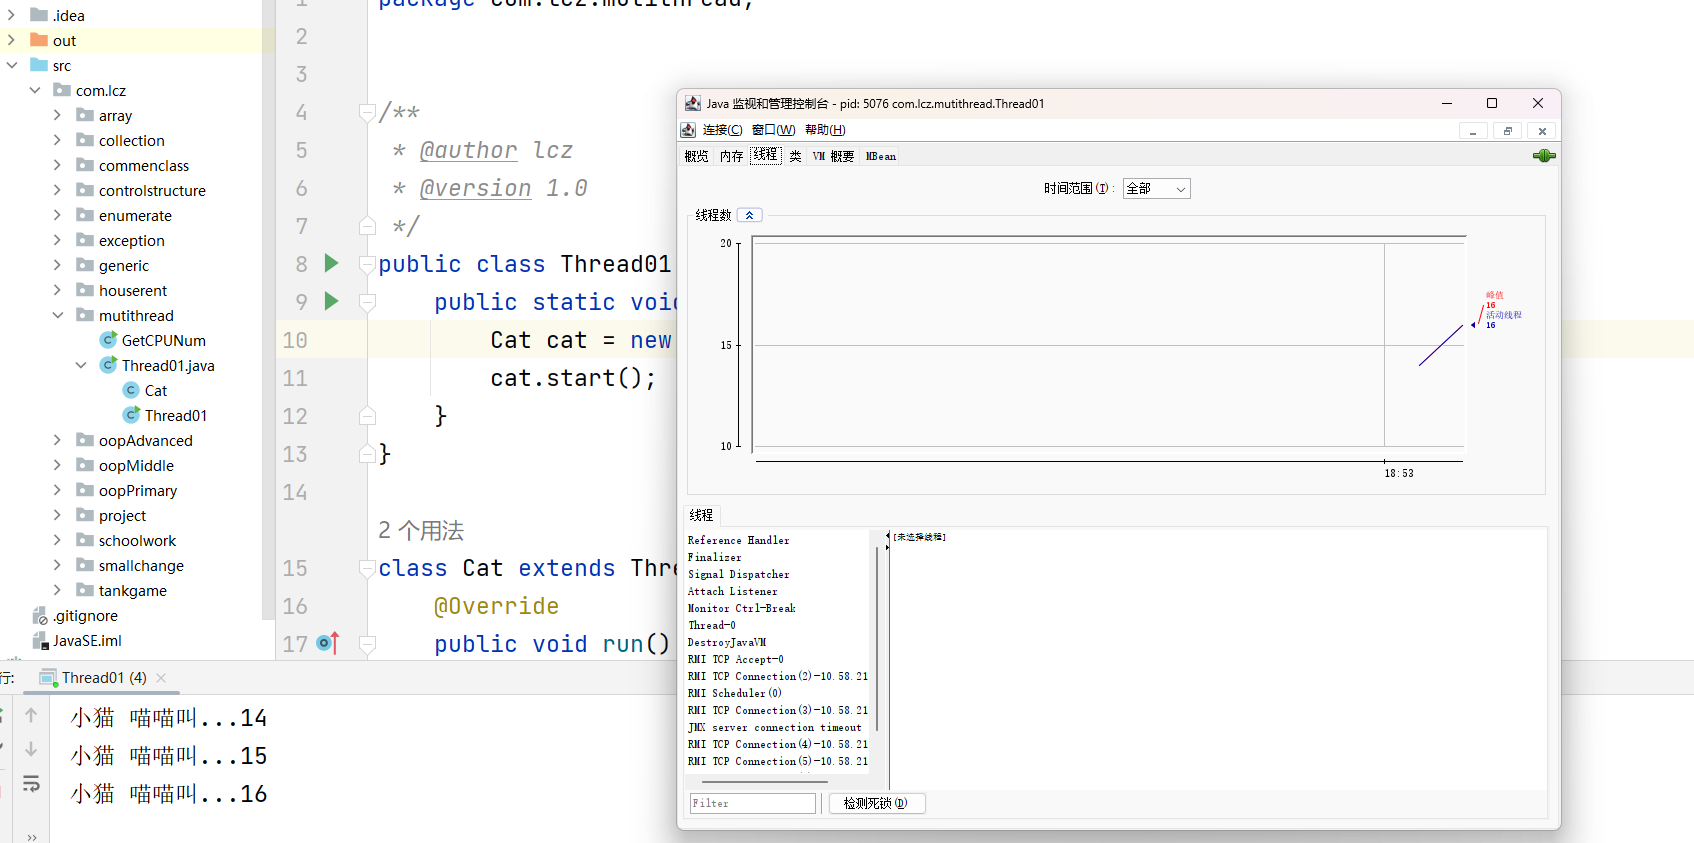 .idea
out
src
com.lcz
array
collection
commenclass
controlstructure
enumerate
exception
generic
houserent
mutithread
GetCPUNum
Thread01.java
Cat
Thread01
oopAdvanced
oopMiddle
oopPrimary
project
schoolwork
smallchange
tankgame
.gitignore
JavaSE.iml
1 package com.lcz.mutithread;
2
3
4 /**
5 * @author lcz
6 * @version 1.0
7 */
8 public class Thread01
9 public static void
10 Cat cat = new
11 cat.start();
12 }
13 }
14
2 个用法
15 class Cat extends Thre
16 @Override
17 public void run()
Java 监视和管理控制台 - pid: 5076 com.lcz.mutithread.Thread01
连接(C) 窗口(W) 帮助(H)
概览 内存 线程 类 VM 概要 MBean
时间范围(T): 全部
线程数
20
15
10
18:53
峰值
16
活动线程
16
线程
Reference Handler
Finalizer
Signal Dispatcher
Attach Listener
Monitor Ctrl-Break
Thread-0
DestroyJavaVM
RMI TCP Accept-0
RMI TCP Connection(2)-10.58.21
RMI Scheduler(0)
RMI TCP Connection(3)-10.58.21
JMX server connection timeout
RMI TCP Connection(4)-10.58.21
RMI TCP Connection(5)-10.58.21
[未选择线程]
Filter
检测死锁(D)
行: Thread01 (4)
小猫 喵喵叫...14
小猫 喵喵叫...15
小猫 喵喵叫...16